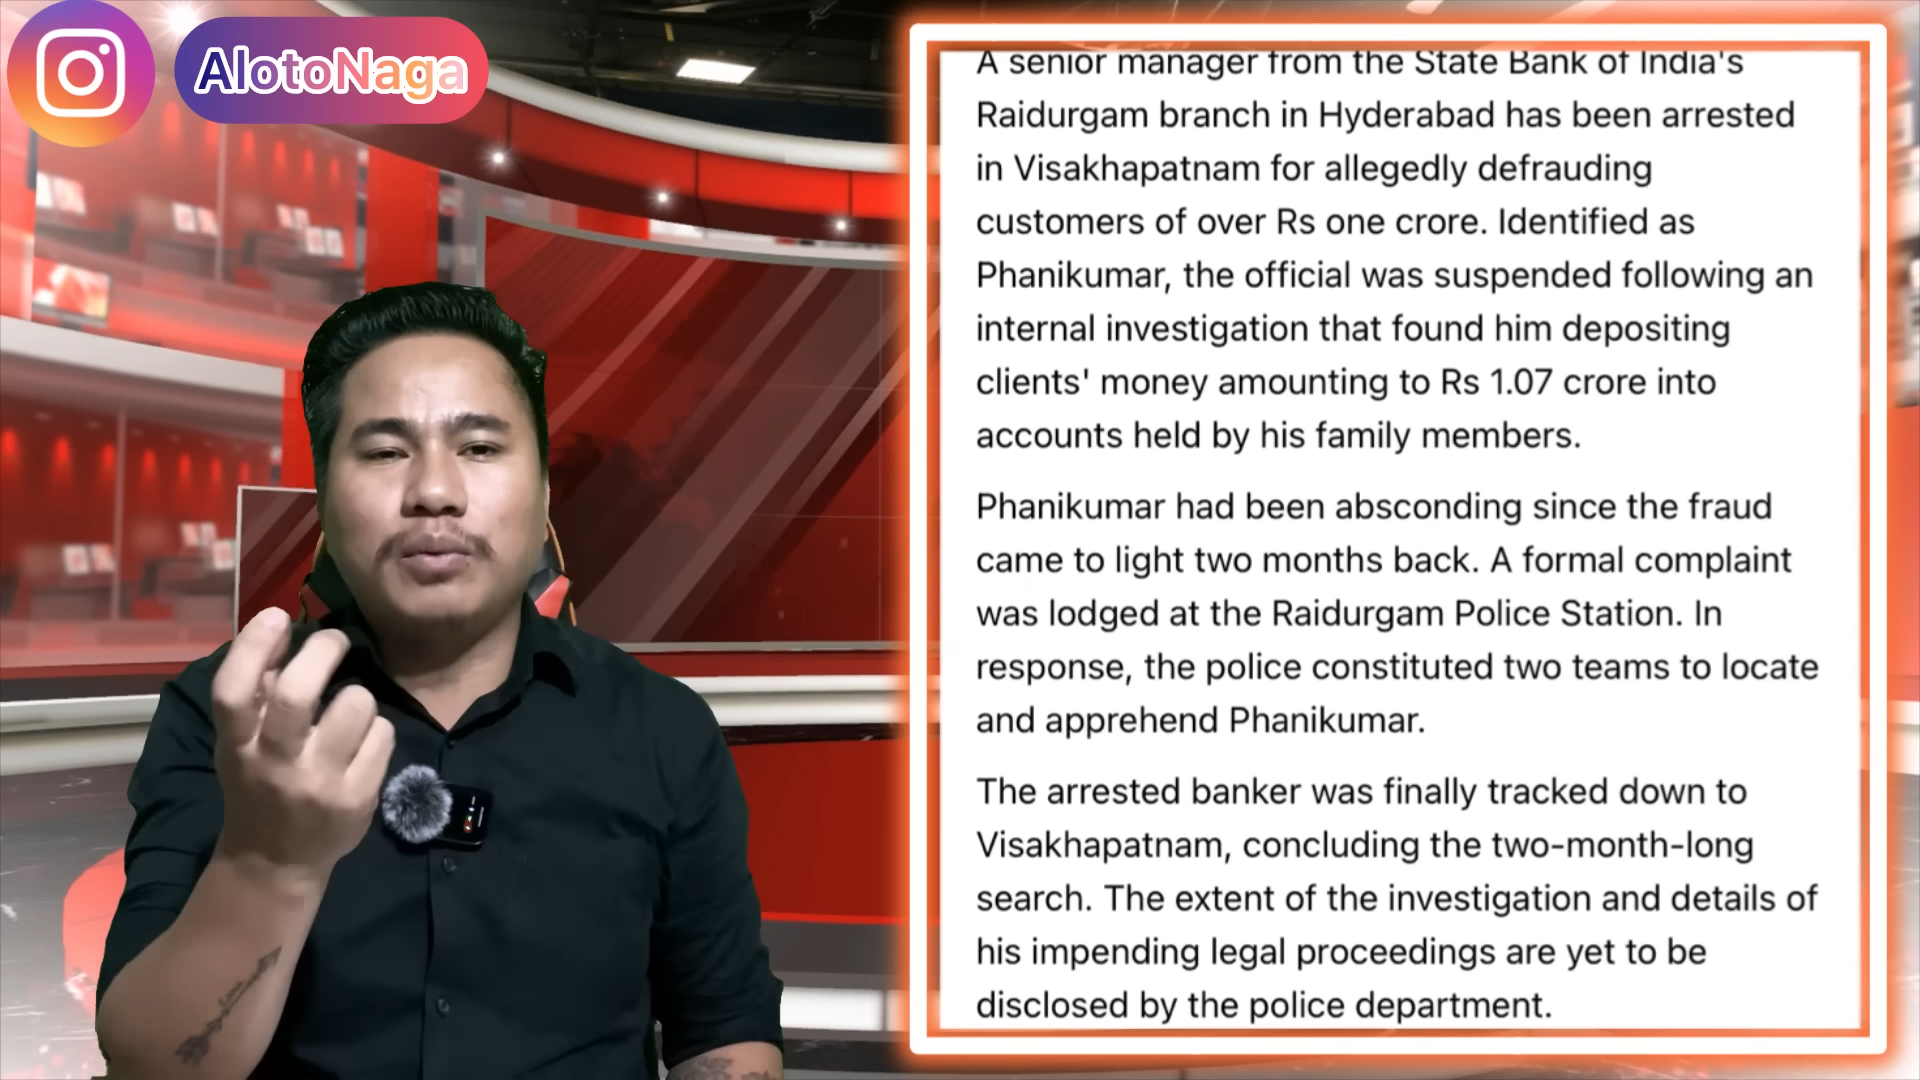 AlotoNaga
A senior manager from the State Bank of India's
Raidurgam branch in Hyderabad has been arrested
in Visakhapatnam for allegedly defrauding
customers of over Rs one crore. Identified as
Phanikumar, the official was suspended following an
internal investigation that found him depositing
clients' money amounting to Rs 1.07 crore into
accounts held by his family members.
Phanikumar had been absconding since the fraud
came to light two months back. A formal complaint
was lodged at the Raidurgam Police Station. In
response, the police constituted two teams to locate
and apprehend Phanikumar.
The arrested banker was finally tracked down to
Visakhapatnam, concluding the two-month-long
search. The extent of the investigation and details of
his impending legal proceedings are yet to be
disclosed by the police department.